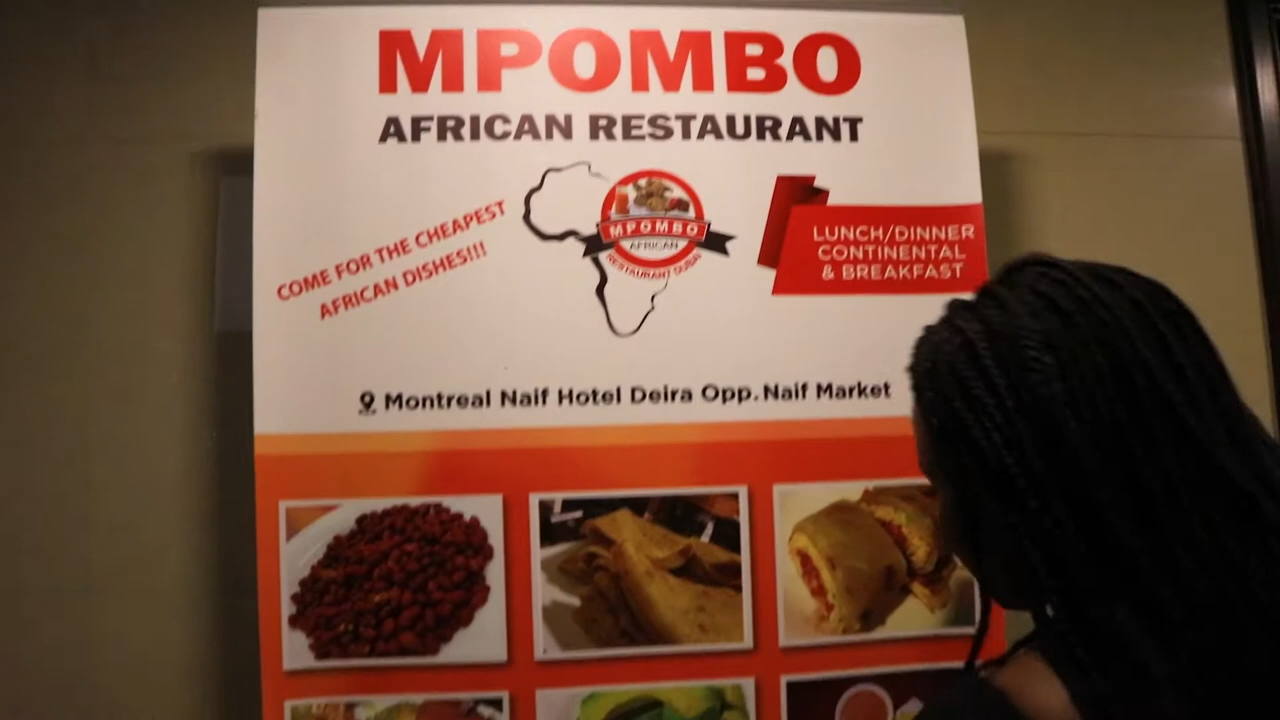 MPOMBO
AFRICAN RESTAURANT
COME FOR THE CHEAPEST
AFRICAN DISHES!!!
MPOMBO
AFRICAN
RESTAURANT DUBAI
LUNCH/DINNER
CONTINENTAL
& BREAKFAST
Montreal Naif Hotel Deira Opp. Naif Market